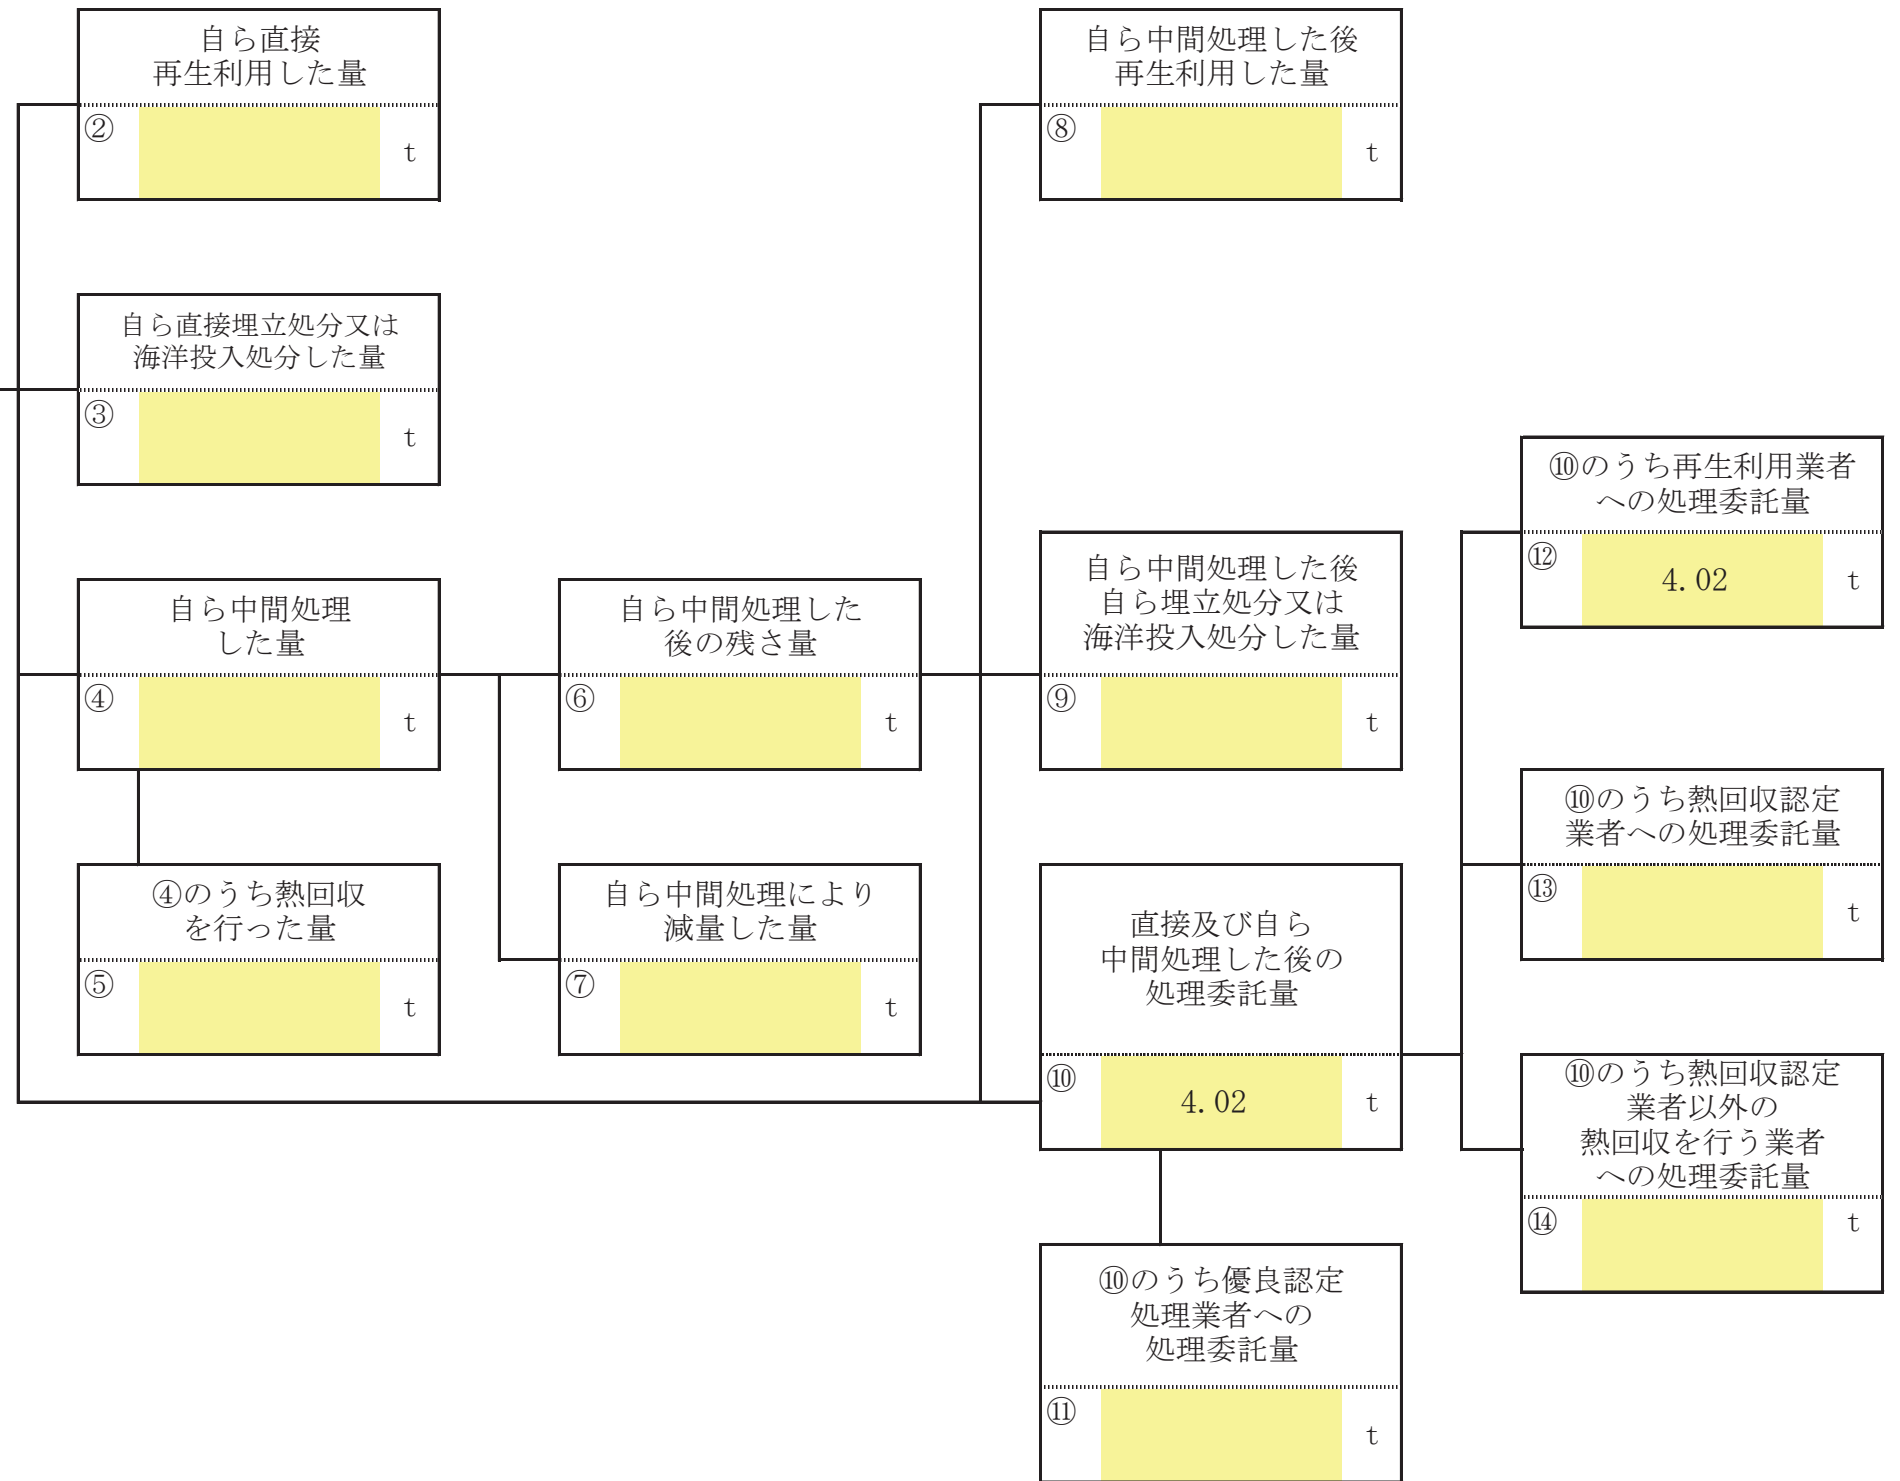 自ら直接
再生利用した量
②
t
自ら直接埋立処分又は
海洋投入処分した量
③
t
自ら中間処理
した量
④
t
④のうち熱回収
を行った量
⑤
t
自ら中間処理した
後の残さ量
⑥
t
自ら中間処理により
減量した量
⑦
t
自ら中間処理した後
再生利用した量
⑧
t
自ら中間処理した後
自ら埋立処分又は
海洋投入処分した量
⑨
t
直接及び自ら
中間処理した後の
処理委託量
⑩ 4.02 t
⑩のうち優良認定
処理業者への
処理委託量
⑪
t
⑩のうち再生利用業者
への処理委託量
⑫ 4.02 t
⑩のうち熱回収認定
業者への処理委託量
⑬
t
⑩のうち熱回収認定
業者以外の
熱回収を行う業者
への処理委託量
⑭ t